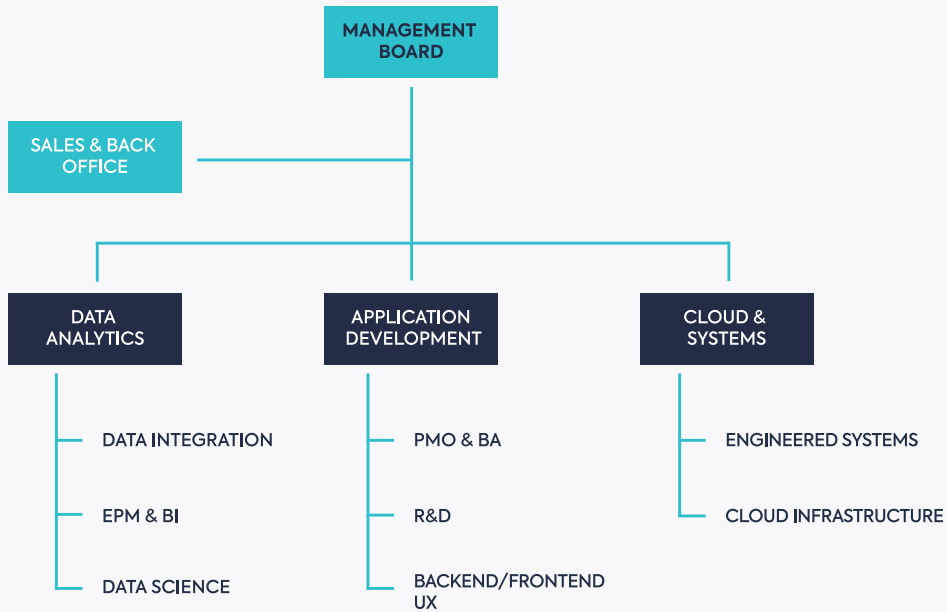 MANAGEMENT
BOARD
SALES & BACK
OFFICE
DATA
ANALYTICS
APPLICATION
DEVELOPMENT
CLOUD &
SYSTEMS
DATA INTEGRATION
EPM & BI
DATA SCIENCE
PMO & BA
R&D
BACKEND/FRONTEND
UX
ENGINEERED SYSTEMS
CLOUD INFRASTRUCTURE